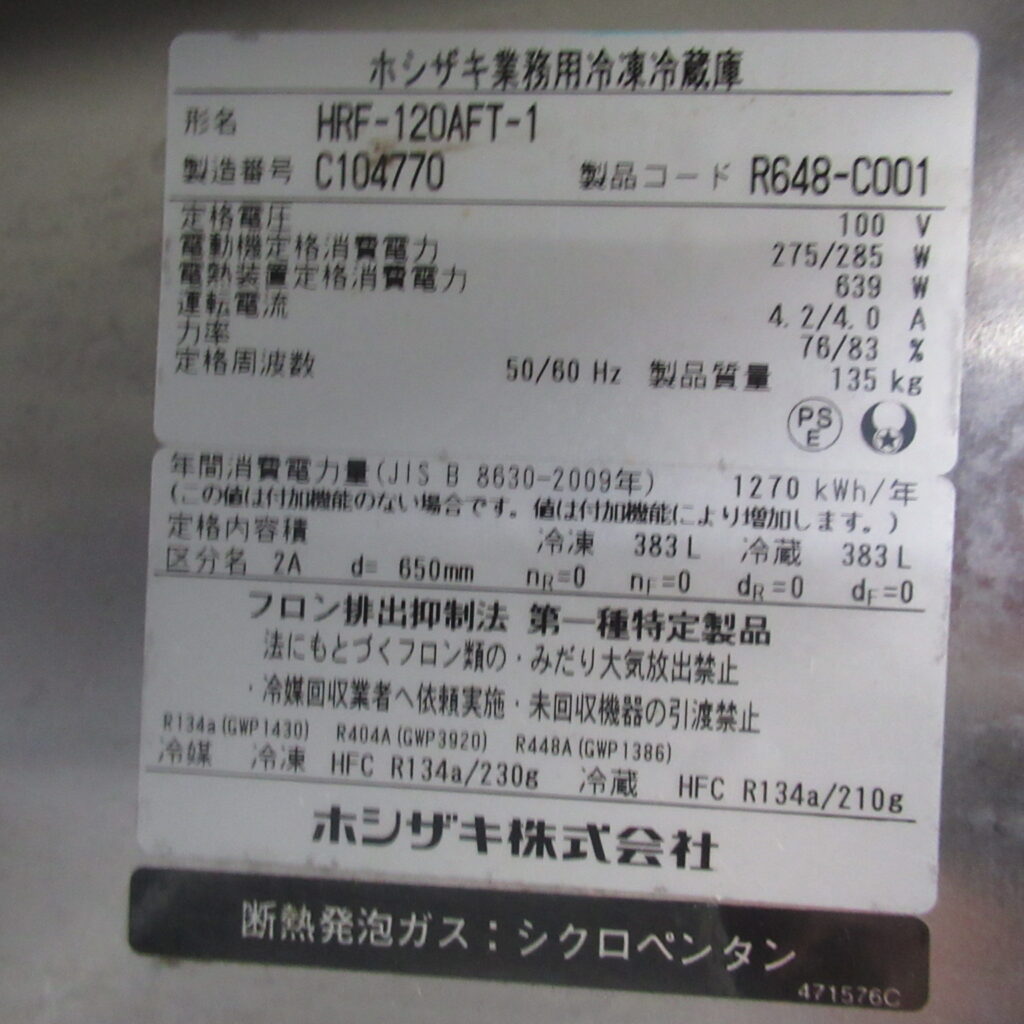 ホシザキ業務用冷凍冷蔵庫
形名 HRF-120AFT-1
製造番号 C104770 製品コード R648-C001
定格電圧 100 V
電動機定格消費電力 275/285 W
電熱装置定格消費電力 639 W
運転電流 4.2/4.0 A
力率 76/83 %
定格周波数 50/60 Hz 製品質量 135 kg
PSE
年間消費電力量(JIS B 8630-2009年) 1270 kWh/年
(この値は付加機能のない場合です。値は付加機能により増加します。)
定格内容積 冷凍 383 L 冷蔵 383 L
区分名 2A d= 650mm nR=0 nF=0 dR=0 dF=0
フロン排出抑制法 第一種特定製品
法にもとづくフロン類の・みだり大気放出禁止
・冷媒回収業者へ依頼実施・未回収機器の引渡禁止
R134a(GWP1430) R404A(GWP3920) R448A(GWP1386)
冷媒 冷凍 HFC R134a/230g 冷蔵 HFC R134a/210g
ホシザキ株式会社
断熱発泡ガス:シクロペンタン
471576C